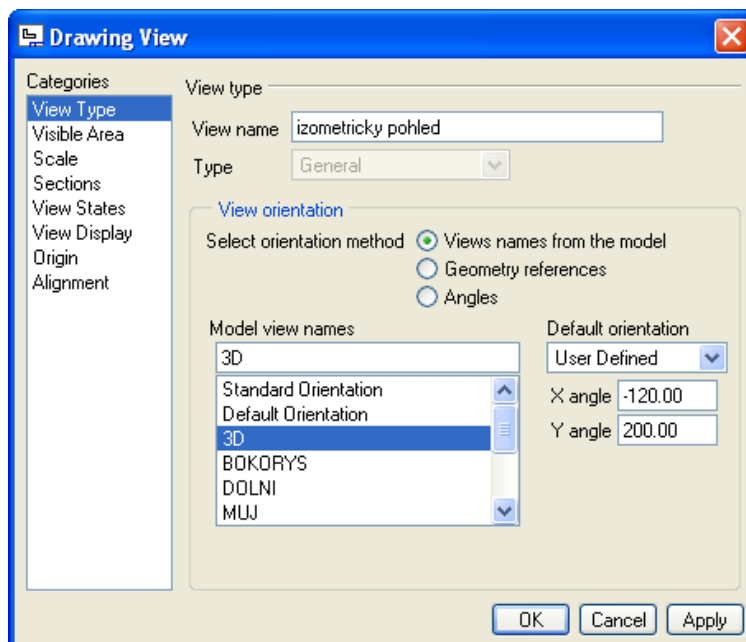 Drawing View
Categories
View Type
Visible Area
Scale
Sections
View States
View Display
Origin
Alignment
View type
View name izometricky pohled
Type General
View orientation
Select orientation method Views names from the model
Geometry references
Angles
Model view names
3D
Standard Orientation
Default Orientation
3D
BOKORYS
DOLNI
MUJ
Default orientation
User Defined
X angle -120.00
Y angle 200.00
OK Cancel Apply